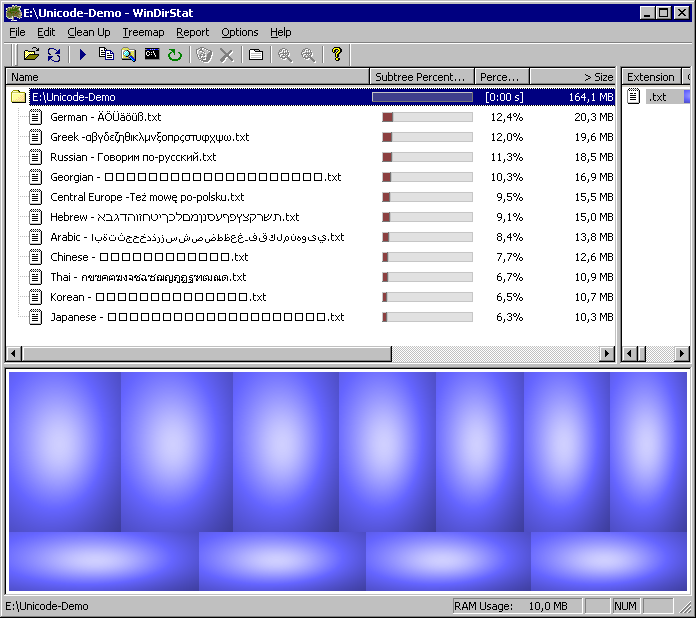 E:\Unicode-Demo - WinDirStat
File Edit Clean Up Treemap Report Options Help
Name Subtree Percent... Perce... > Size Extension
E:\Unicode-Demo [0:00 s] 164,1 MB .txt
German - ÄÖÜäöüß.txt 12,4% 20,3 MB
Greek -αβγδεζηθικλμνξοπρςστυφχψω.txt 12,0% 19,6 MB
Russian - Говорим по-русский.txt 11,3% 18,5 MB
Georgian - □□□□□□□□□□□□□□□□□□□.txt 10,3% 16,9 MB
Central Europe -Też mowę po-polsku.txt 9,5% 15,5 MB
Hebrew - אבגדהוזחטיךכלםמןנסעףפץצקרשת.txt 9,1% 15,0 MB
Arabic - .txt 8,4% 13,8 MB
Chinese - □□□□□□□□□□□□.txt 7,7% 12,6 MB
Thai - .txt 6,7% 10,9 MB
Korean - □□□□□□□□□□□□□□.txt 6,5% 10,7 MB
Japanese - □□□□□□□□□□□□□□□□□□□□.txt 6,3% 10,3 MB
E:\Unicode-Demo RAM Usage: 10,0 MB NUM